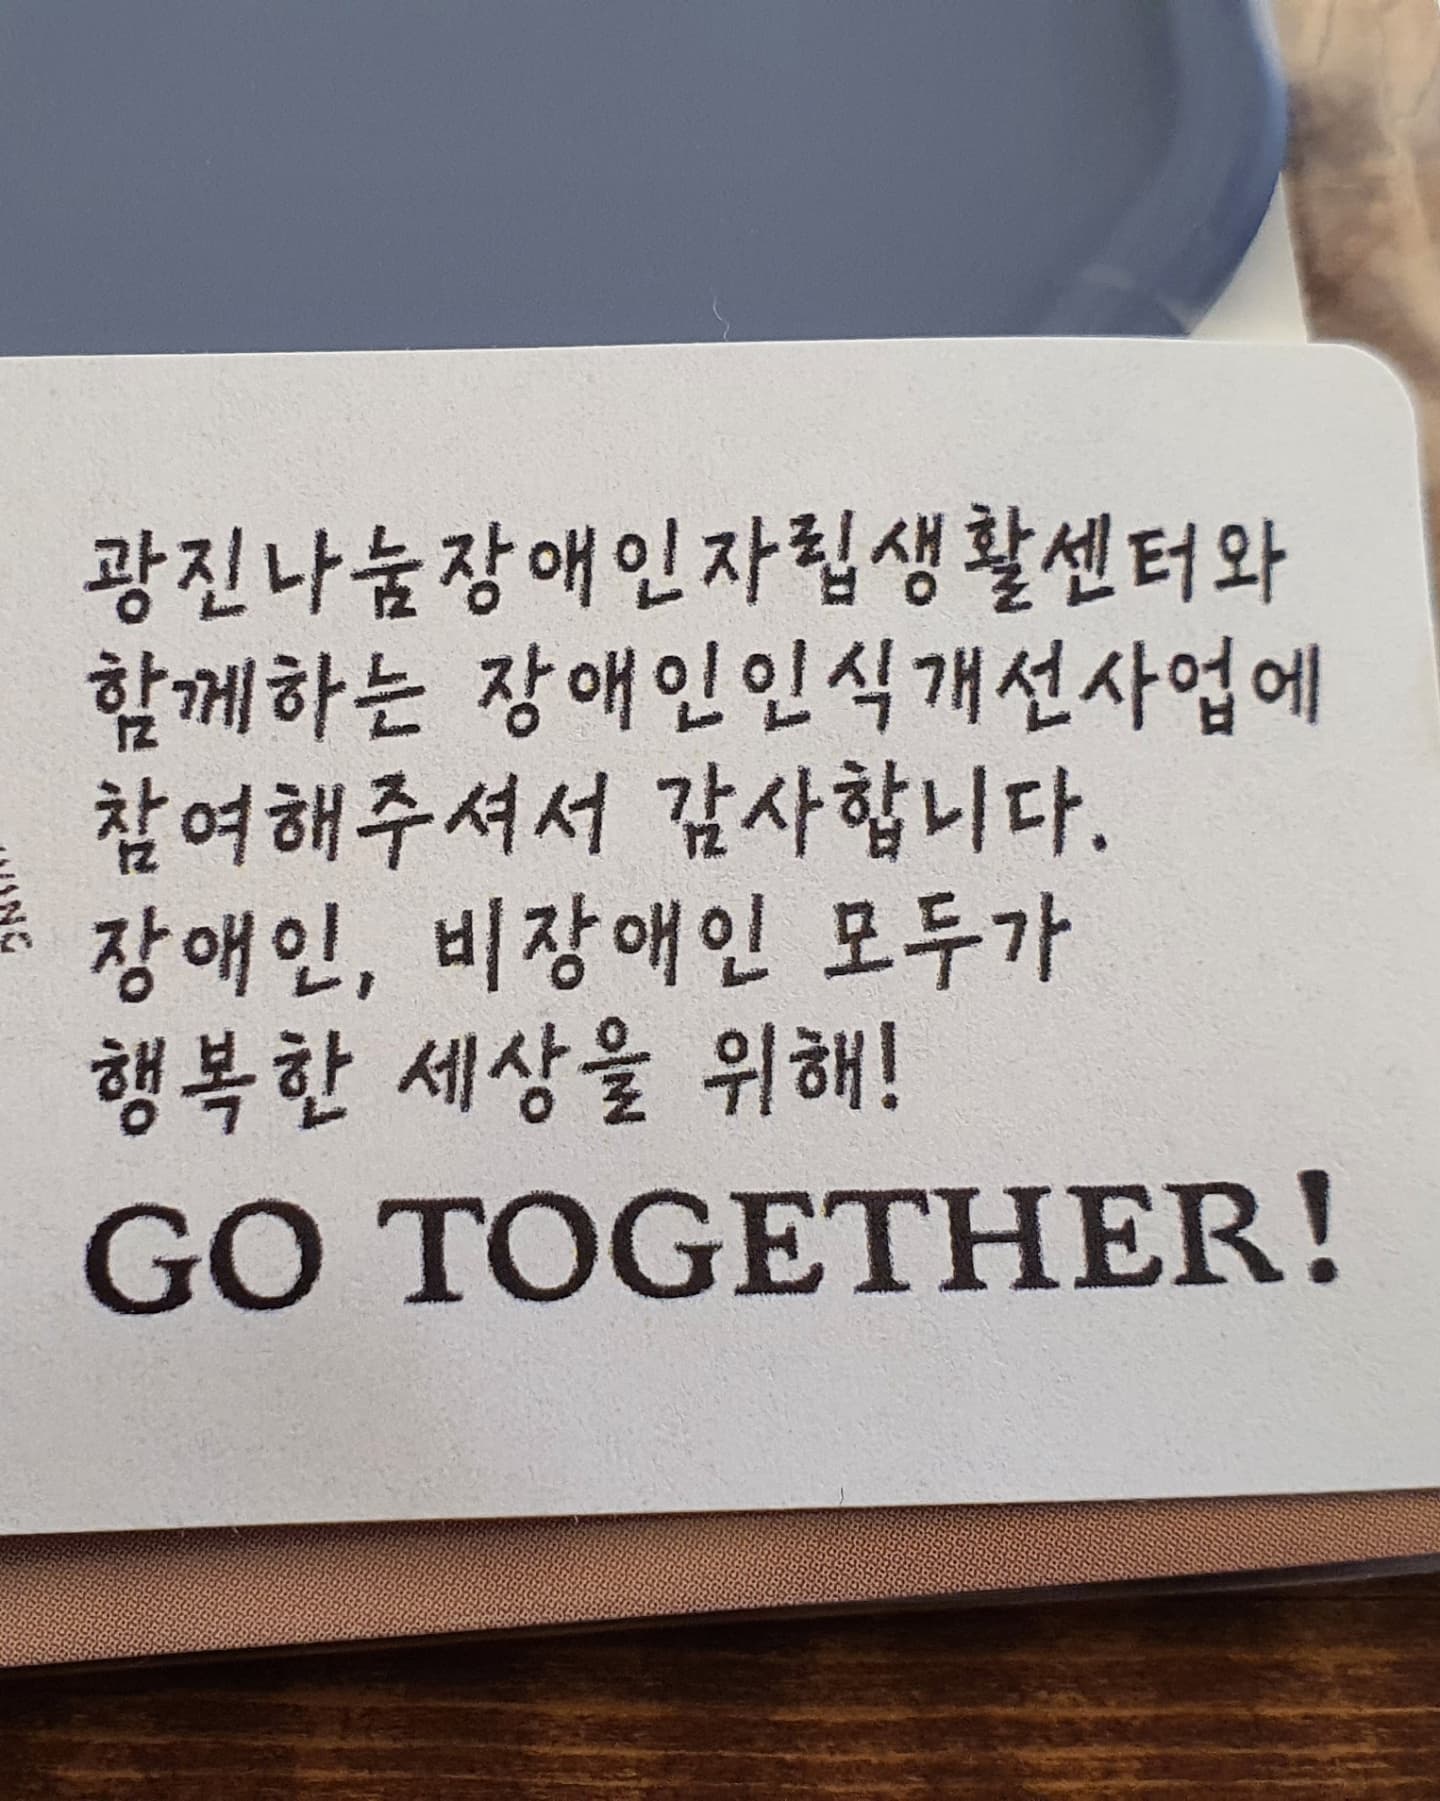 광진나눔장애인자립생활센터와
함께하는 장애인인식개선사업에
참여해주셔서 감사합니다.
장애인, 비장애인 모두가
행복한 세상을 위해!
GO TOGETHER!